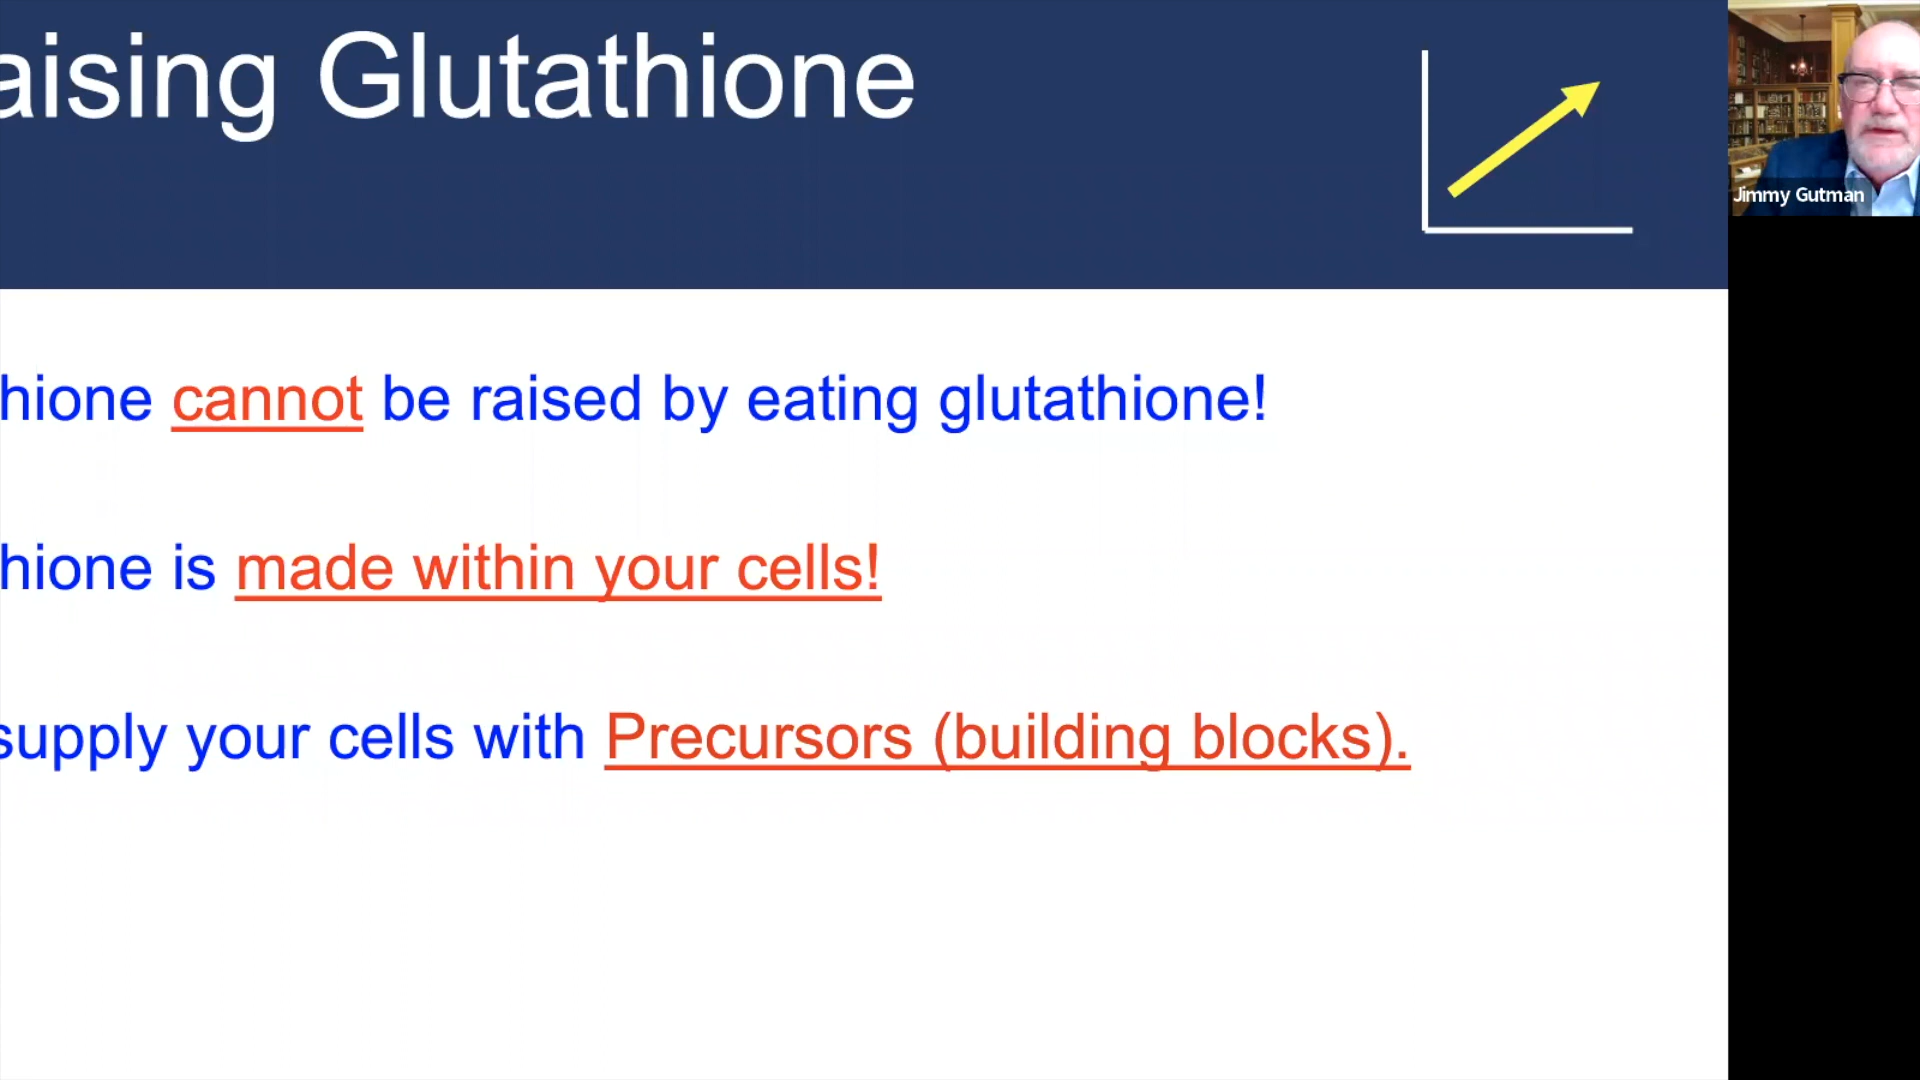 aising Glutathione
Jimmy Gutman
hione cannot be raised by eating glutathione!
hione is made within your cells!
supply your cells with Precursors (building blocks).